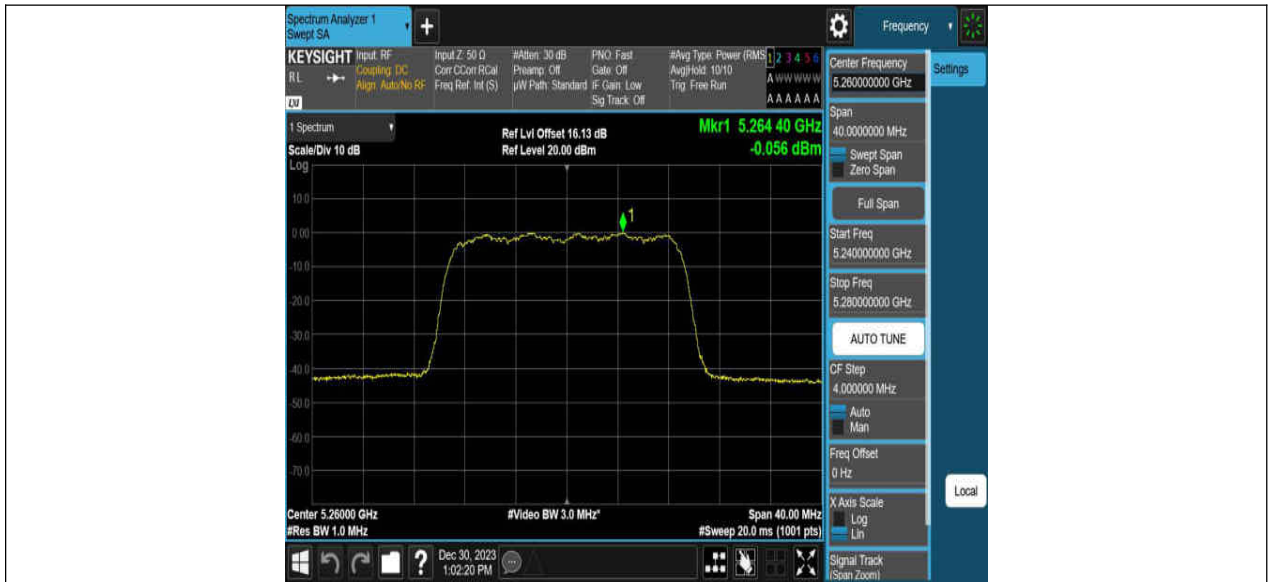 Spectrum Analyzer 1
Swept SA
+
Frequency
KEYSIGHT
RL
LXI
Input: RF
Coupling: DC
Align: Auto/No RF
Input Z: 50 Ω
Corr CCorr RCal
Freq Ref: Int (S)
#Atten: 30 dB
Preamp: Off
µW Path: Standard
PNO: Fast
Gate: Off
IF Gain: Low
Sig Track: Off
#Avg Type: Power (RMS
Avg|Hold: 10/10
Trig: Free Run
1 2 3 4 5 6
A W W W W W
A A A A A A
1 Spectrum
Scale/Div 10 dB
Ref Lvl Offset 16.13 dB
Ref Level 20.00 dBm
Mkr1 5.264 40 GHz
-0.056 dBm
Log
10.0
0.00
-10.0
-20.0
-30.0
-40.0
-50.0
-60.0
-70.0
1
Center 5.26000 GHz
#Res BW 1.0 MHz
#Video BW 3.0 MHz*
Span 40.00 MHz
#Sweep 20.0 ms (1001 pts)
?
Dec 30, 2023
1:02:20 PM
Center Frequency
5.260000000 GHz
Settings
Span
40.0000000 MHz
Swept Span
Zero Span
Full Span
Start Freq
5.240000000 GHz
Stop Freq
5.280000000 GHz
AUTO TUNE
CF Step
4.000000 MHz
Auto
Man
Freq Offset
0 Hz
X Axis Scale
Log
Lin
Signal Track
(Span Zoom)
Local